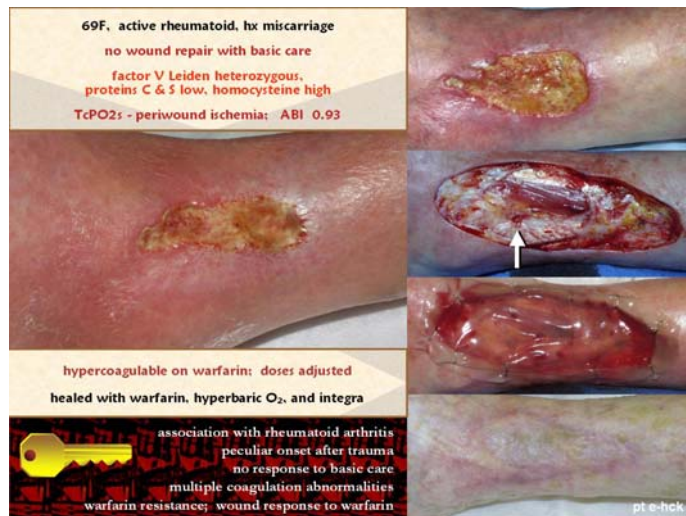 69F, active rheumatoid, hx miscarriage
no wound repair with basic care
factor V Leiden heterozygous,
proteins C & S low, homocysteine high
TcPO2s - periwound ischemia; ABI 0.93
hypercoagulable on warfarin; doses adjusted
healed with warfarin, hyperbaric O₂, and integra
association with rheumatoid arthritis
peculiar onset after trauma
no response to basic care
multiple coagulation abnormalities
warfarin resistance; wound response to warfarin
pt e-hck